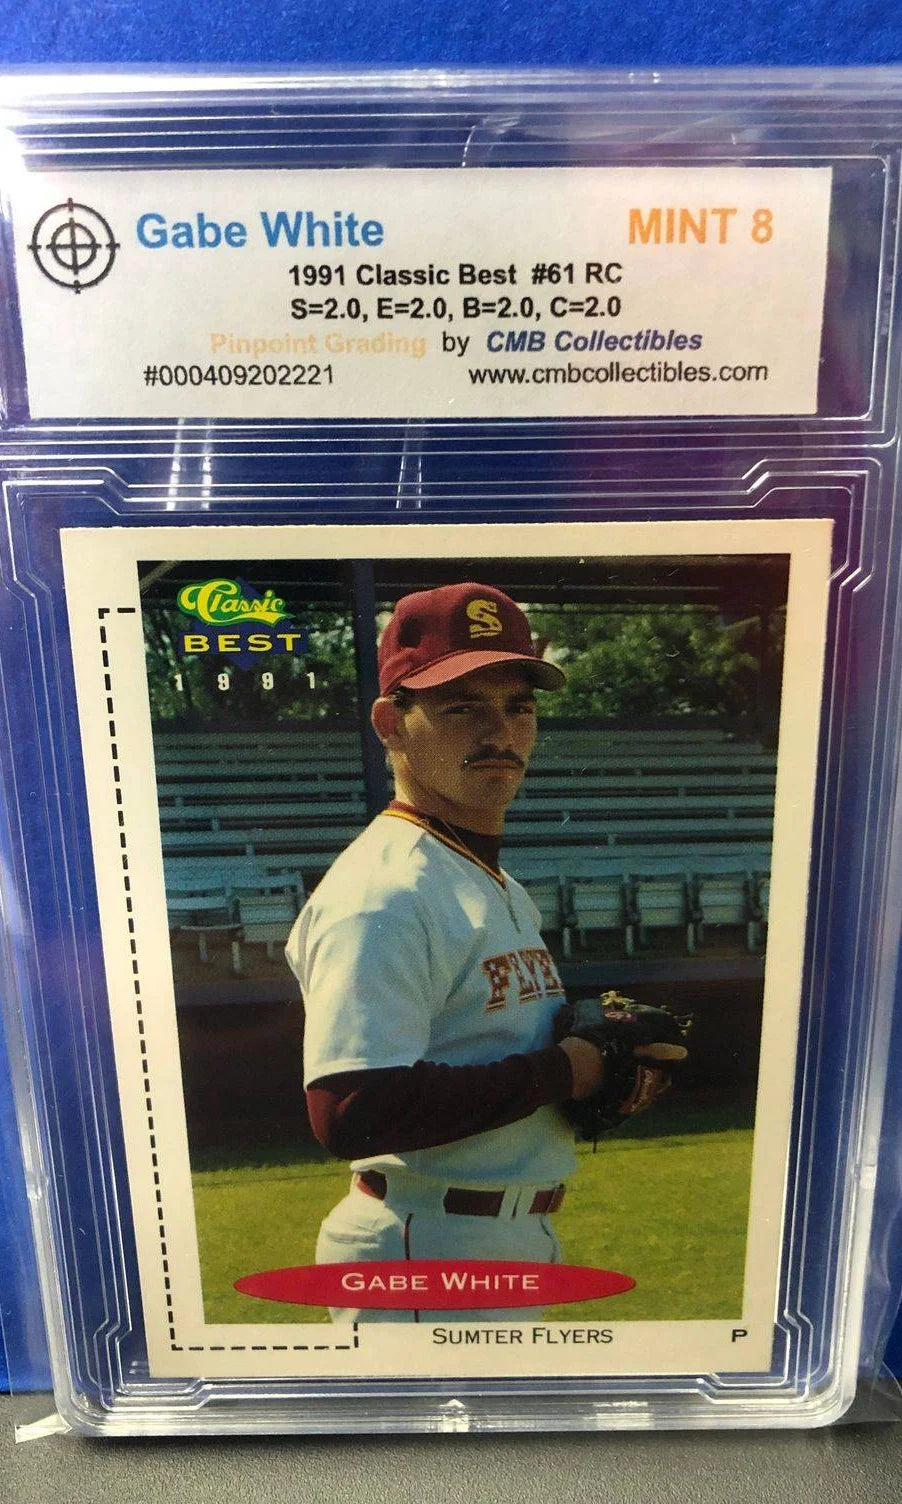 Gabe White MINT 8
1991 Classic Best #61 RC
S=2.0, E=2.0, B=2.0, C=2.0
Pinpoint Grading by CMB Collectibles
#000409202221 www.cmbcollectibles.com
Classic
BEST
1991
S
FLYE
GABE WHITE
SUMTER FLYERS P